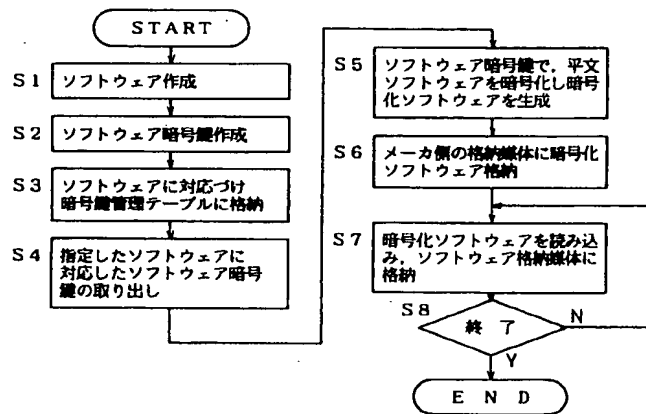 START
S1
ソフトウェア作成
S2
ソフトウェア暗号鍵作成
S3
ソフトウェアに対応づけ
暗号鍵管理テーブルに格納
S4
指定したソフトウェアに
対応したソフトウェア暗号
鍵の取り出し
S5
ソフトウェア暗号鍵で，平文
ソフトウェアを暗号化し暗号
化ソフトウェアを生成
S6
メーカ側の格納媒体に暗号化
ソフトウェア格納
S7
暗号化ソフトウェアを読み込
み，ソフトウェア格納媒体に
格納
S8
終了
N
Y
END